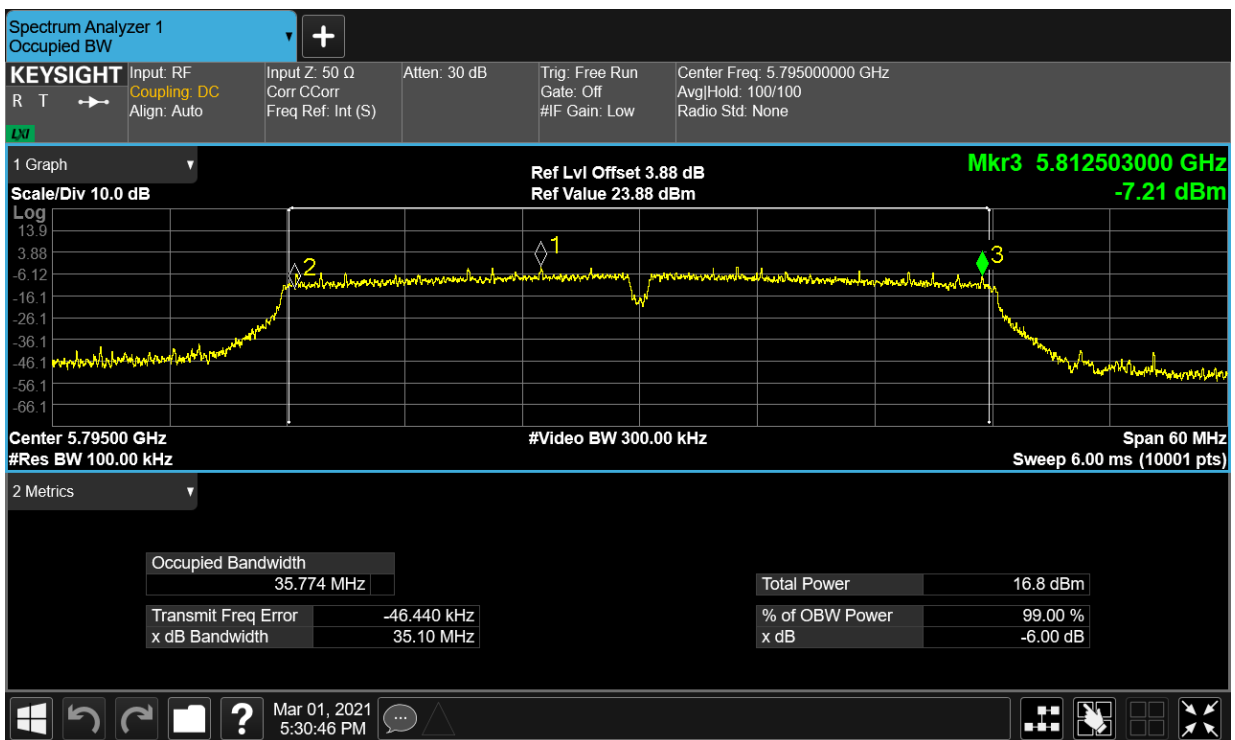 Spectrum Analyzer 1
Occupied BW
▼
+
KEYSIGHT
R T
LXI
Input: RF
Coupling: DC
Align: Auto
Input Z: 50 Ω
Corr CCorr
Freq Ref: Int (S)
Atten: 30 dB
Trig: Free Run
Gate: Off
#IF Gain: Low
Center Freq: 5.795000000 GHz
Avg|Hold: 100/100
Radio Std: None
1 Graph ▼
Scale/Div 10.0 dB
Ref Lvl Offset 3.88 dB
Ref Value 23.88 dBm
Mkr3 5.812503000 GHz
-7.21 dBm
Log
13.9
3.88
-6.12
-16.1
-26.1
-36.1
-46.1
-56.1
-66.1
2
1
3
Center 5.79500 GHz
#Res BW 100.00 kHz
#Video BW 300.00 kHz
Span 60 MHz
Sweep 6.00 ms (10001 pts)
2 Metrics ▼
Occupied Bandwidth
35.774 MHz
Transmit Freq Error -46.440 kHz
x dB Bandwidth 35.10 MHz
Total Power 16.8 dBm
% of OBW Power 99.00 %
x dB -6.00 dB
?
Mar 01, 2021
5:30:46 PM